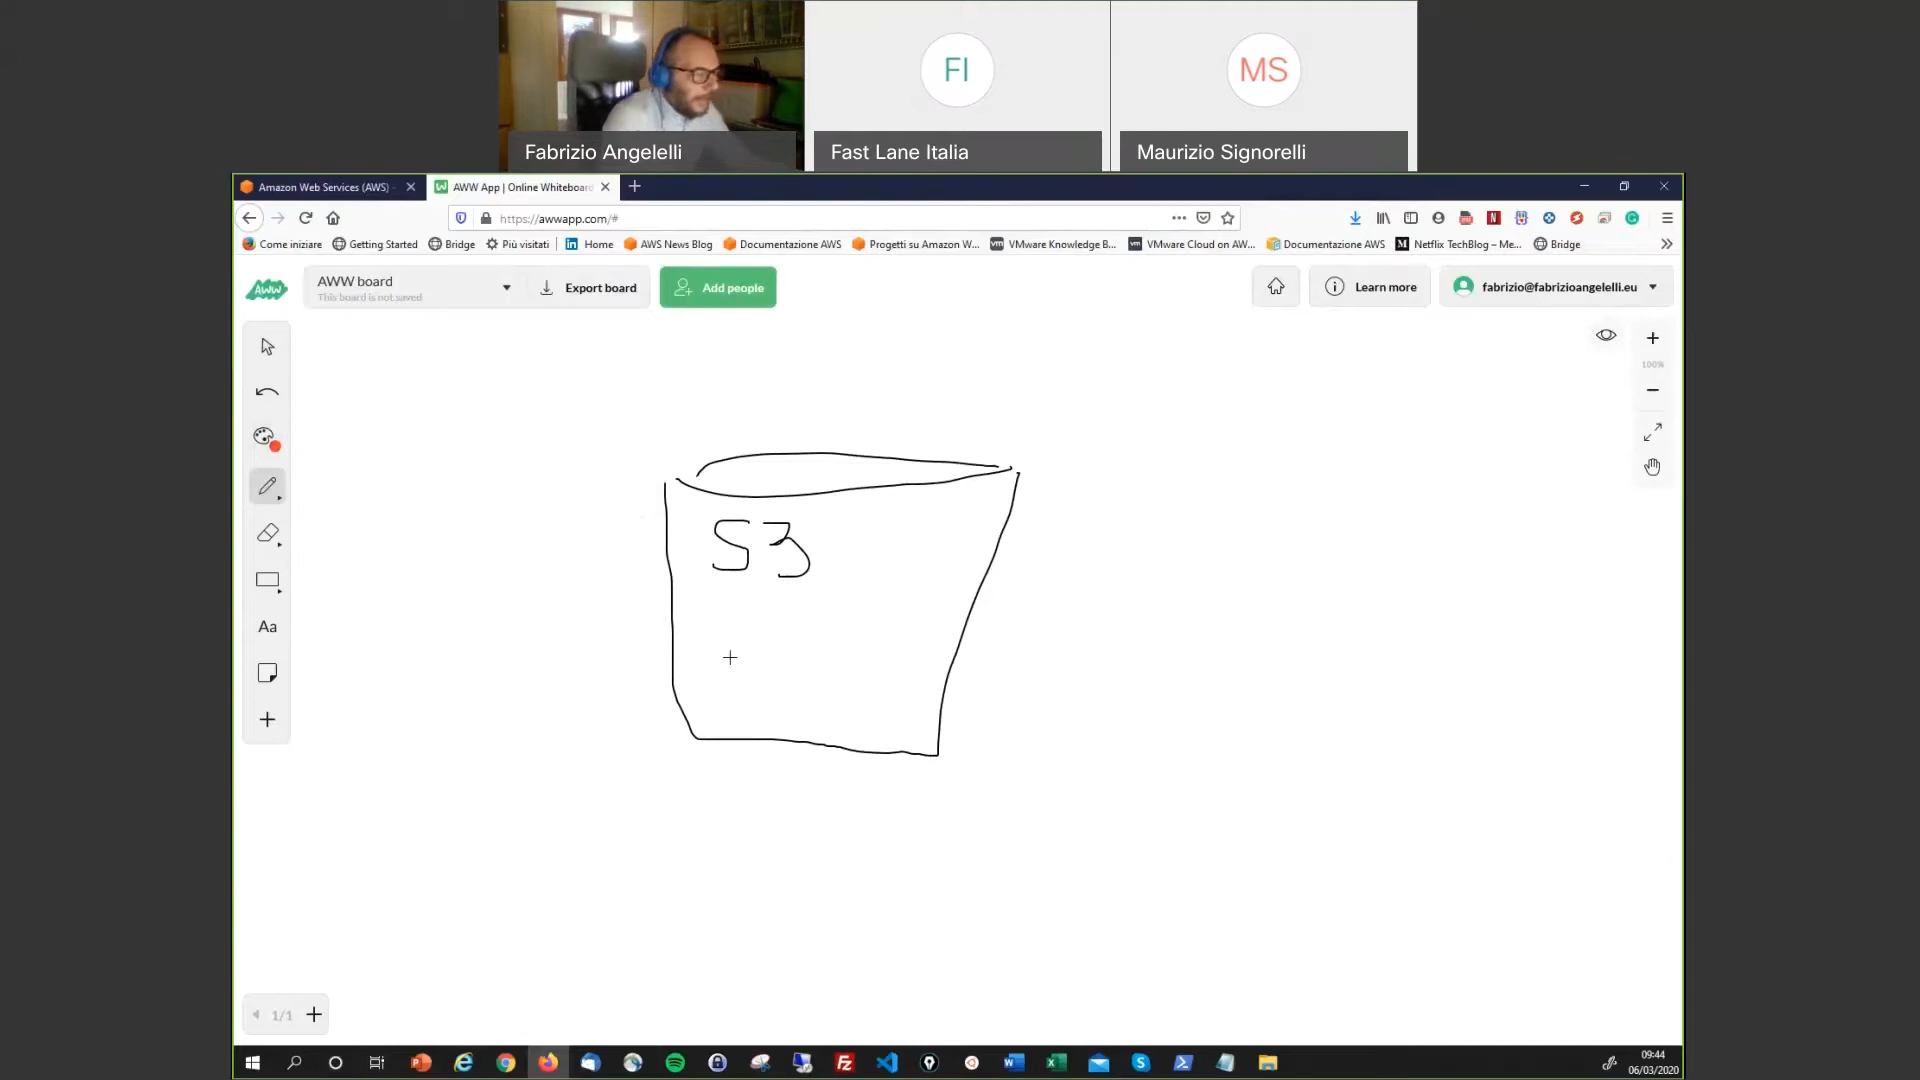 FI
MS
Fabrizio Angelelli
Fast Lane Italia
Maurizio Signorelli
Amazon Web Services (AWS) -
AWW App | Online Whiteboard
https://awwapp.com/#
Come iniziare
Getting Started
Bridge
Più visitati
Home
AWS News Blog
Documentazione AWS
Progetti su Amazon W...
VMware Knowledge B...
VMware Cloud on AW...
Documentazione AWS
Netflix TechBlog – Me...
Bridge
AWW
AWW board
This board is not saved
Export board
Add people
Learn more
fabrizio@fabrizioangelelli.eu
100%
Aa
S3
1/1
09:44
06/03/2020